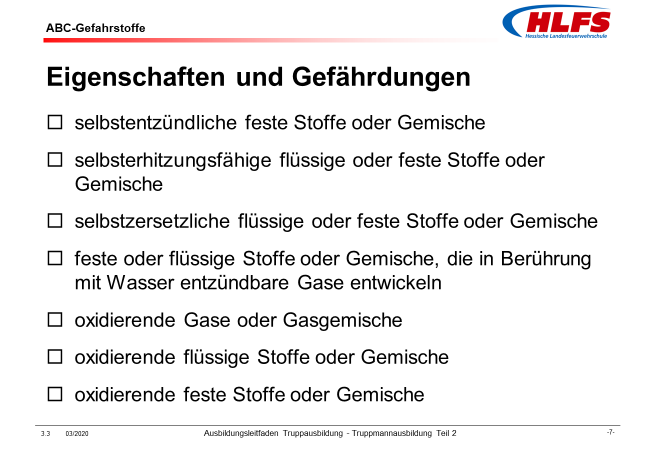 ABC-Gefahrstoffe
HLFS
Hessische Landesfeuerwehrschule
Eigenschaften und Gefährdungen
☐ selbstentzündliche feste Stoffe oder Gemische
☐ selbsterhitzungsfähige flüssige oder feste Stoffe oder
Gemische
☐ selbstzersetzliche flüssige oder feste Stoffe oder Gemische
☐ feste oder flüssige Stoffe oder Gemische, die in Berührung
mit Wasser entzündbare Gase entwickeln
☐ oxidierende Gase oder Gasgemische
☐ oxidierende flüssige Stoffe oder Gemische
☐ oxidierende feste Stoffe oder Gemische
3.3 03/2020 Ausbildungsleitfaden Truppausbildung - Truppmannausbildung Teil 2 -7-